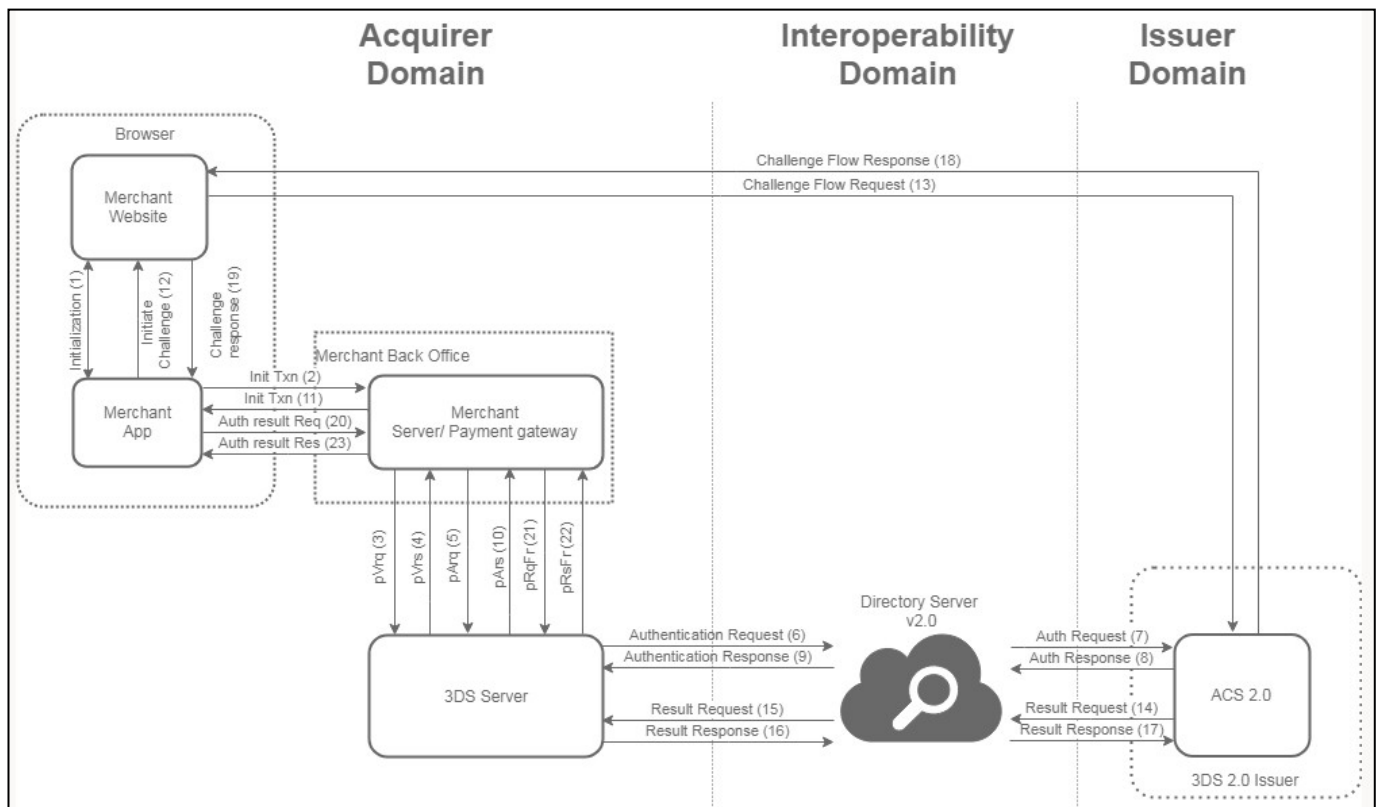 Acquirer
Domain
Interoperability
Domain
Issuer
Domain
Browser
Merchant
Website
Challenge Flow Response (18)
Challenge Flow Request (13)
Initialization (1)
Initiate
Challenge (12)
Challenge
response (19)
Merchant Back Office
Merchant
App
Init Txn (2)
Init Txn (11)
Auth result Req (20)
Auth result Res (23)
Merchant
Server/ Payment gateway
pVrq (3)
pVrs (4)
pArq (5)
pArs (10)
pRqFr (21)
pRsFr (22)
3DS Server
Authentication Request (6)
Authentication Response (9)
Result Request (15)
Result Response (16)
Directory Server
v2.0
Auth Request (7)
Auth Response (8)
Result Request (14)
Result Response (17)
ACS 2.0
3DS 2.0 Issuer